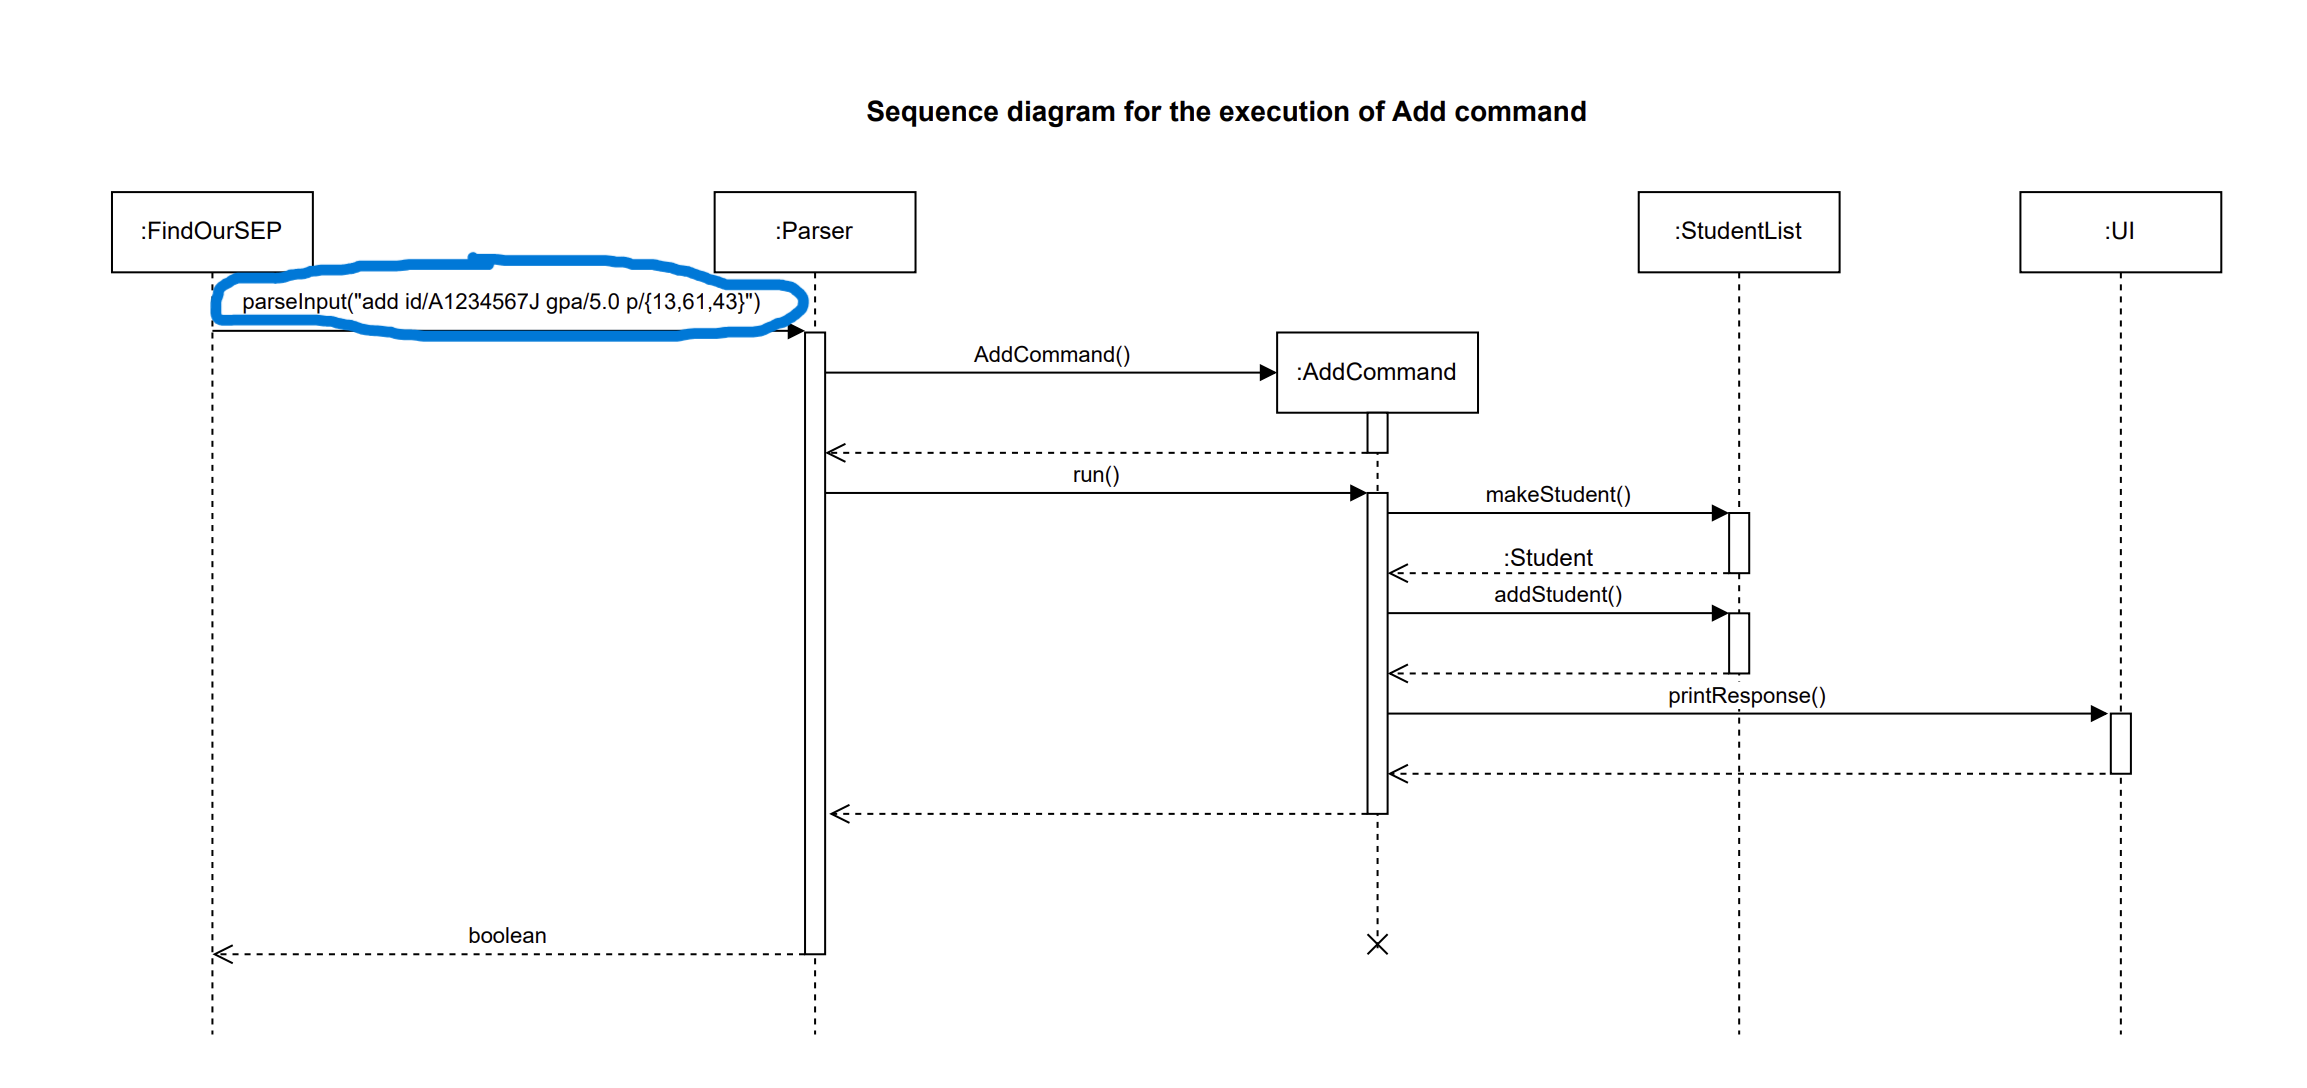 Sequence diagram for the execution of Add command
:FindOurSEP
:Parser
:StudentList
:UI
parseInput("add id/A1234567J gpa/5.0 p/{13,61,43}")
AddCommand()
:AddCommand
run()
makeStudent()
:Student
addStudent()
printResponse()
boolean